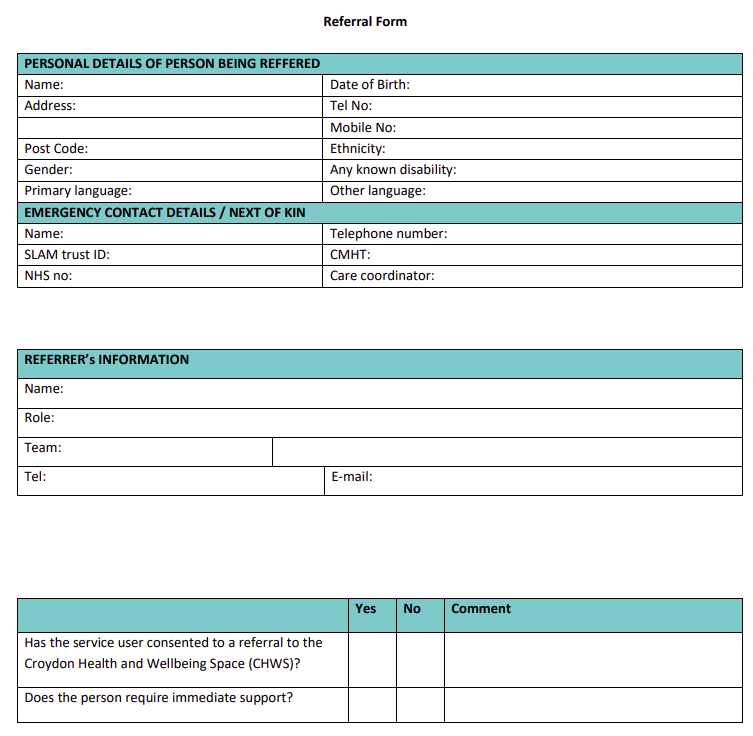 Referral Form
PERSONAL DETAILS OF PERSON BEING REFFERED
Name: Date of Birth:
Address: Tel No:
Mobile No:
Post Code: Ethnicity:
Gender: Any known disability:
Primary language: Other language:
EMERGENCY CONTACT DETAILS / NEXT OF KIN
Name: Telephone number:
SLAM trust ID: CMHT:
NHS no: Care coordinator:
REFERRER’s INFORMATION
Name:
Role:
Team:
Tel: E-mail:
Yes No Comment
Has the service user consented to a referral to the
Croydon Health and Wellbeing Space (CHWS)?
Does the person require immediate support?